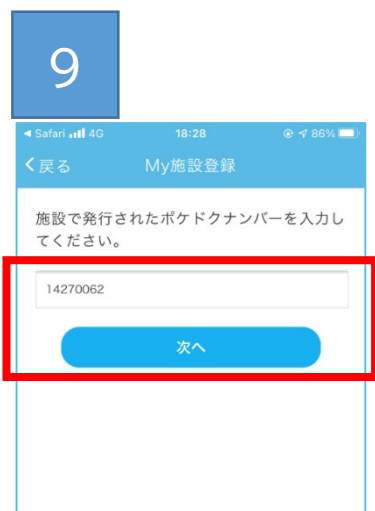 9
Safari 4G 18:28 86%
戻る My施設登録
施設で発行されたポケドクナンバーを入力し
てください。
14270062
次へ